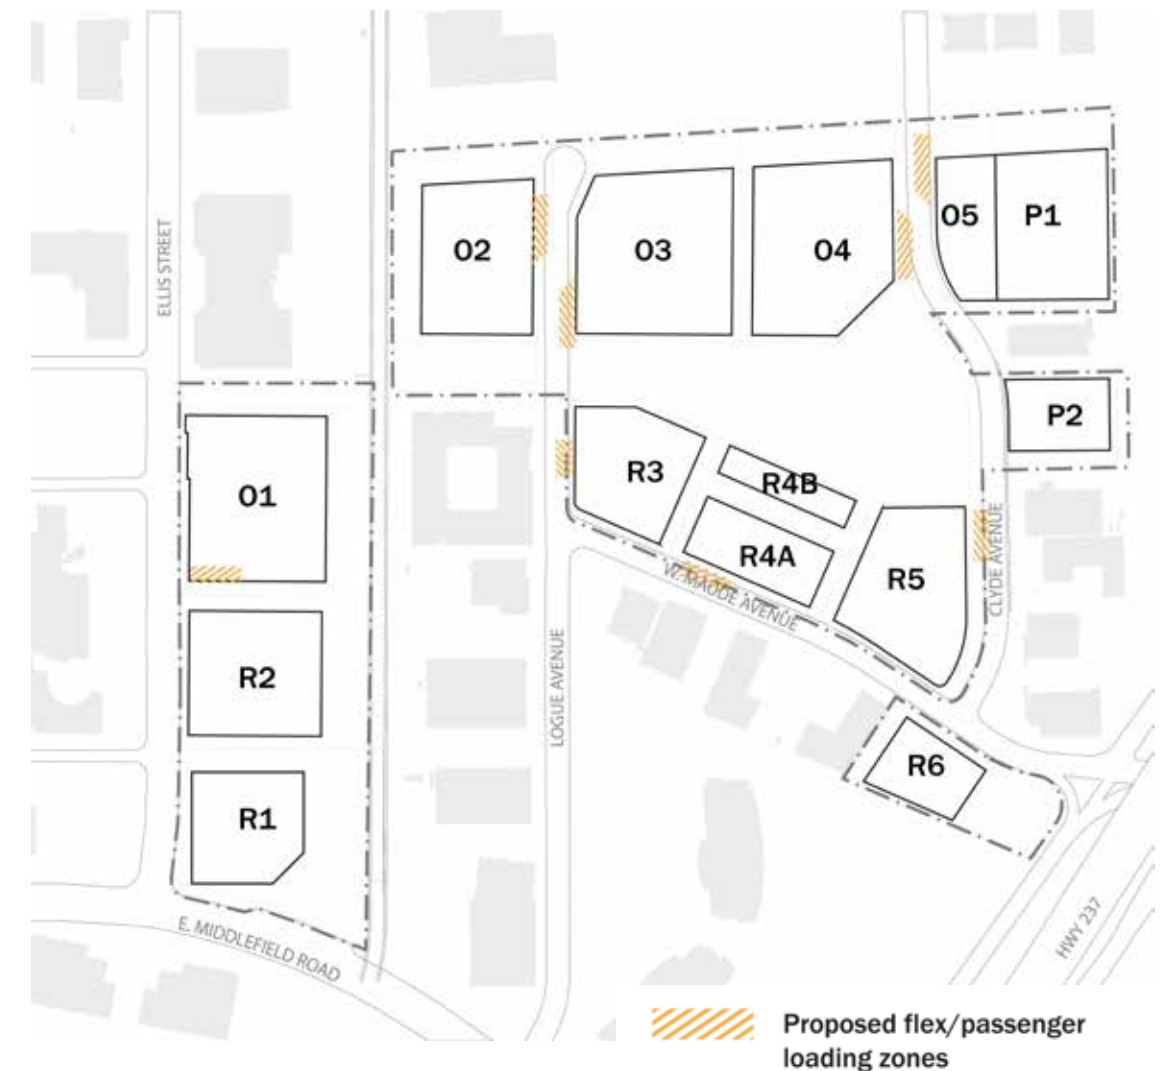 ELLIS STREET
O2
O3
O4
O5
P1
P2
O1
R3
R4B
R4A
R5
W. MAUDE AVENUE
CLYDE AVENUE
R2
LOGUE AVENUE
R6
R1
E. MIDDLEFIELD ROAD
HWY 237
Proposed flex/passenger
loading zones